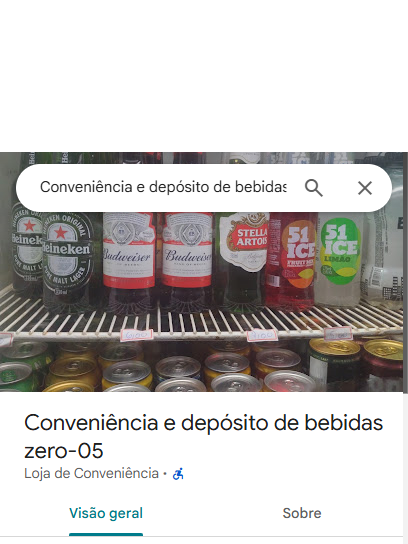 Conveniência e depósito de bebidas
Heineken
Heineken
Budweiser
Budweiser
STELLA
ARTOIS
51
ICE
51
ICE
LIMÃO
Conveniência e depósito de bebidas
zero-05
Loja de Conveniência •
Visão geral
Sobre